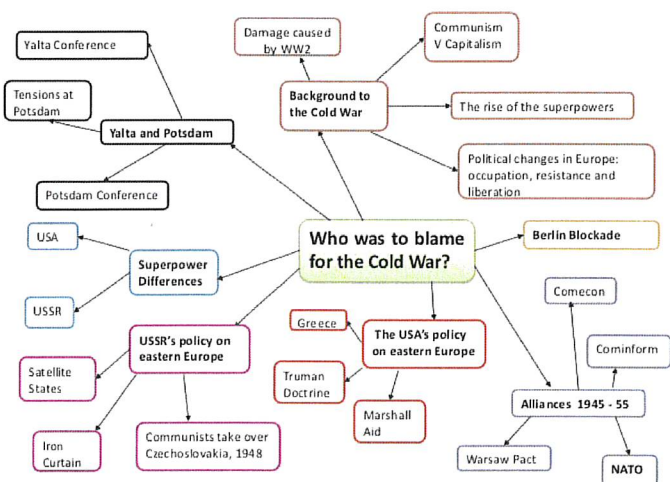 Yalta Conference
Tensions at
Potsdam
Yalta and Potsdam
Potsdam Conference
Damage caused
by WW2
Communism
V Capitalism
Background to
the Cold War
The rise of the superpowers
Political changes in Europe:
occupation, resistance and
liberation
Who was to blame
for the Cold War?
Berlin Blockade
USA
Superpower
Differences
USSR
USSR's policy on
eastern Europe
Satellite
States
Iron
Curtain
Communists take over
Czechoslovakia, 1948
Greece
The USA's policy
on eastern Europe
Truman
Doctrine
Marshall
Aid
Comecon
Cominform
Alliances 1945 - 55
Warsaw Pact
NATO